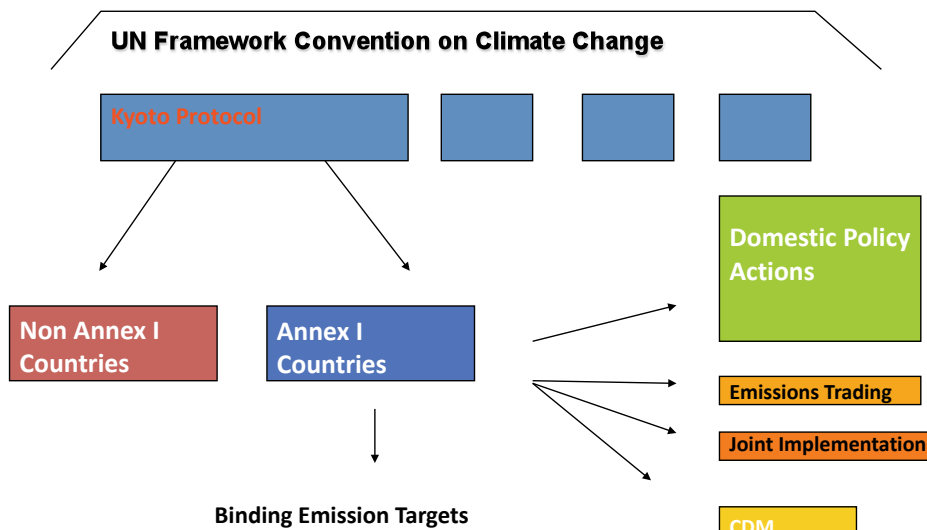 UN Framework Convention on Climate Change
Kyoto Protocol
Domestic Policy
Actions
Non Annex I
Countries
Annex I
Countries
Emissions Trading
Joint Implementation
Binding Emission Targets
CDM